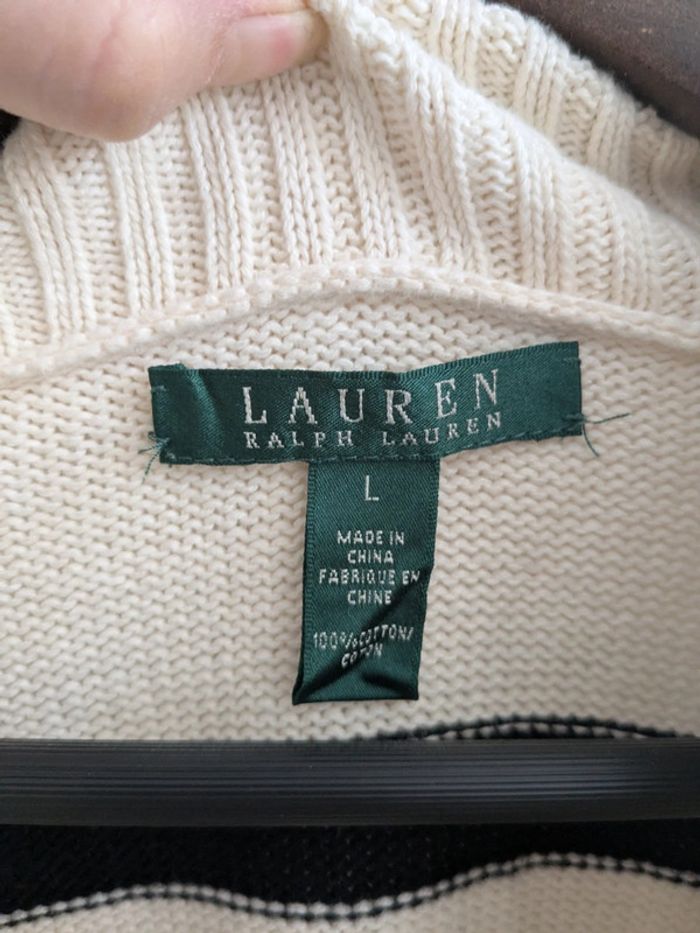 LAUREN
RALPH LAUREN
L
MADE IN
CHINA
FABRIQUE EN
CHINE
100% COTTON/
COTON